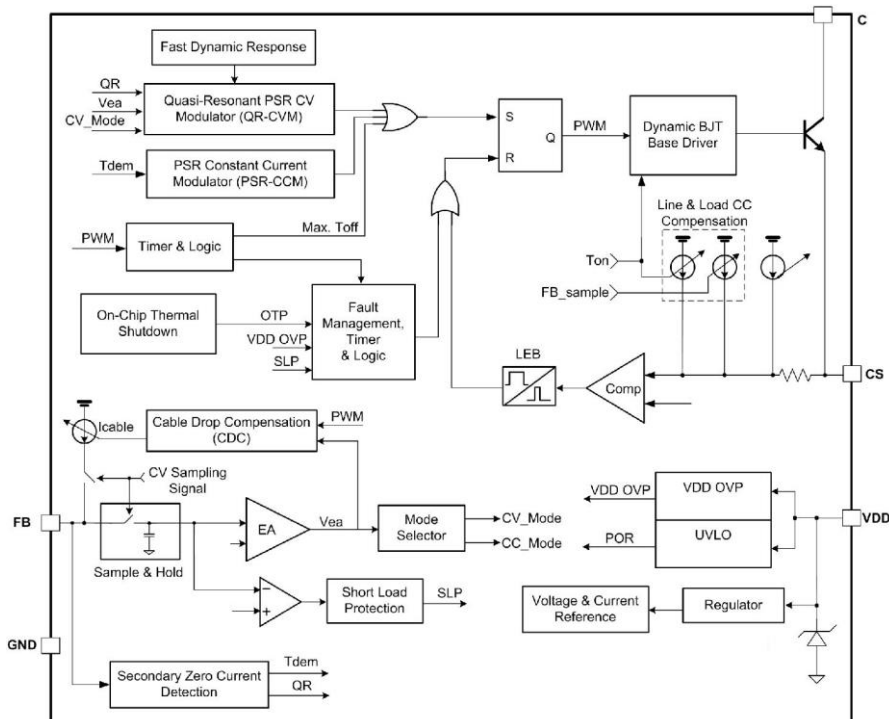 C
Fast Dynamic Response
QR
Vea
CV_Mode
Quasi-Resonant PSR CV
Modulator (QR-CVM)
Tdem
PSR Constant Current
Modulator (PSR-CCM)
S
R
Q
PWM
Dynamic BJT
Base Driver
PWM
Timer & Logic
Max. Toff
Line & Load CC
Compensation
Ton
FB_sample
On-Chip Thermal
Shutdown
OTP
VDD OVP
SLP
Fault
Management,
Timer
& Logic
LEB
Comp
CS
Icable
Cable Drop Compensation
(CDC)
PWM
CV Sampling
Signal
FB
Sample & Hold
EA
Vea
Mode
Selector
CV_Mode
CC_Mode
VDD OVP
POR
VDD OVP
UVLO
VDD
−
+
Short Load
Protection
SLP
Voltage & Current
Reference
Regulator
GND
Secondary Zero Current
Detection
Tdem
QR